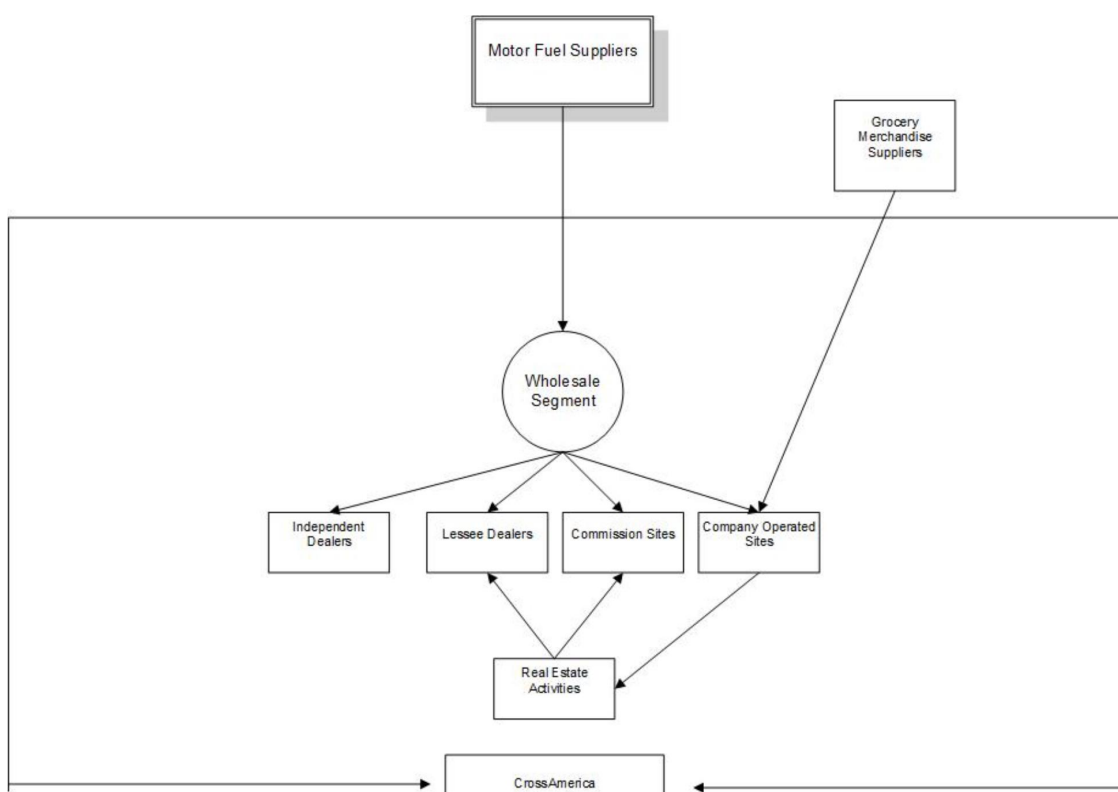 Motor Fuel Suppliers
Grocery
Merchandise
Suppliers
Wholesale
Segment
Independent
Dealers
Lessee Dealers
Commission Sites
Company Operated
Sites
Real Estate
Activities
CrossAmerica